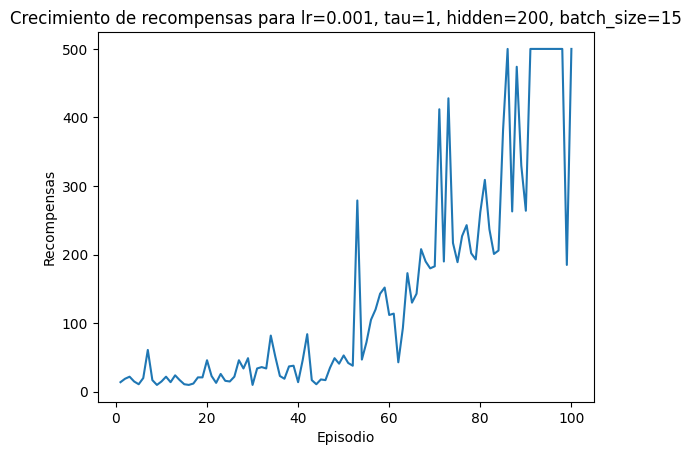 Crecimiento de recompensas para lr=0.001, tau=1, hidden=200, batch_size=15
500
400
300
200
100
0
Recompensas
0 20 40 60 80 100
Episodio